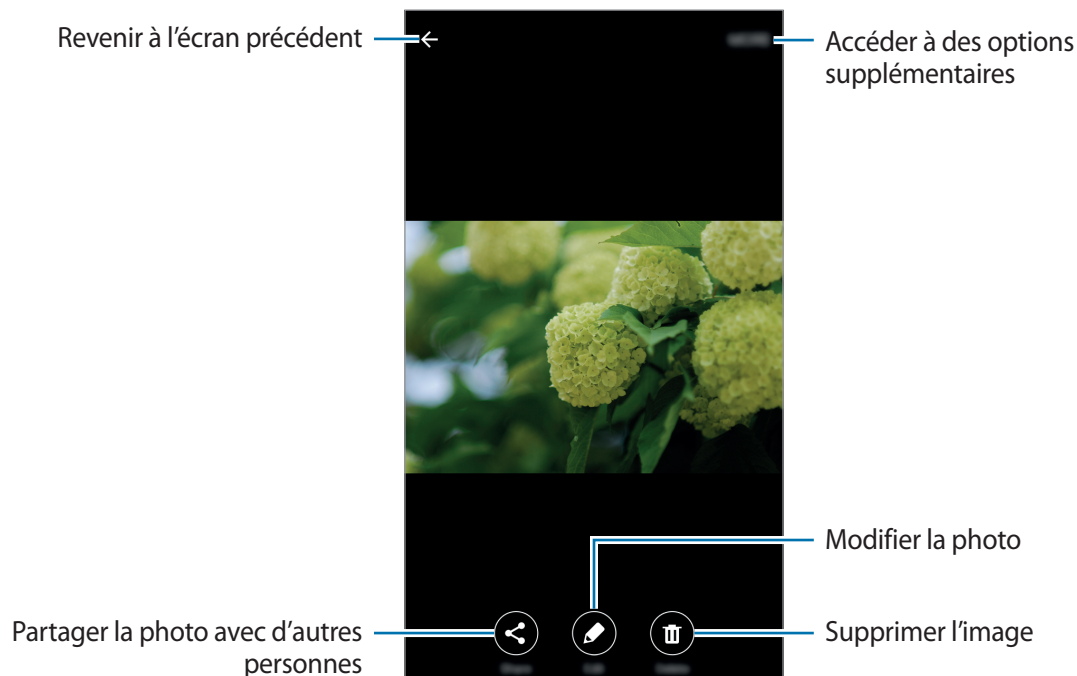 Revenir à l’écran précédent
Accéder à des options
supplémentaires
Modifier la photo
Partager la photo avec d’autres
personnes
Supprimer l’image